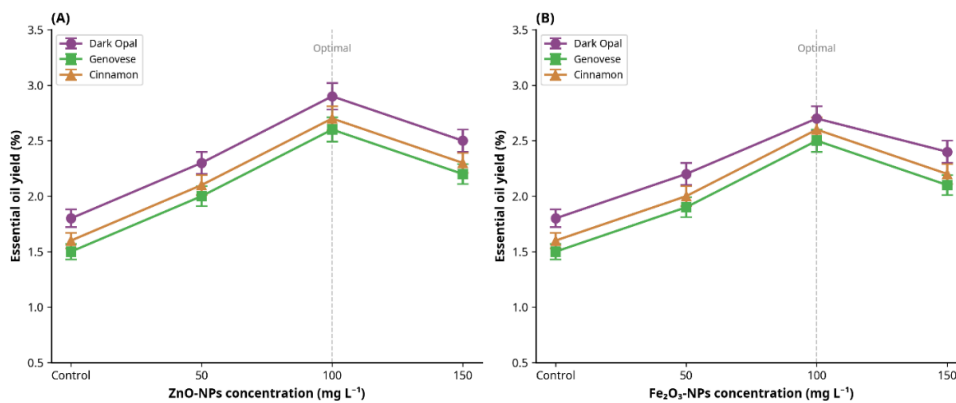 (A)
3.5
3.0
2.5
2.0
1.5
1.0
0.5
Essential oil yield (%)
Dark Opal
Genovese
Cinnamon
Optimal
Control
50
100
150
ZnO-NPs concentration (mg L⁻¹)
(B)
3.5
3.0
2.5
2.0
1.5
1.0
0.5
Essential oil yield (%)
Dark Opal
Genovese
Cinnamon
Optimal
Control
50
100
150
Fe₂O₃-NPs concentration (mg L⁻¹)